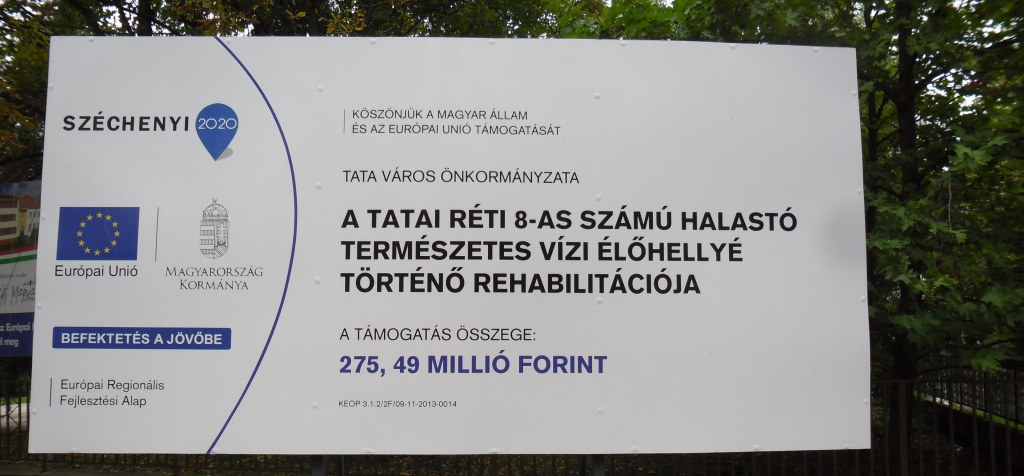 SZÉCHENYI 2020
Európai Unió
MAGYARORSZÁG
KORMÁNYA
BEFEKTETÉS A JÖVŐBE
Európai Regionális
Fejlesztési Alap
KÖSZÖNJÜK A MAGYAR ÁLLAM
ÉS AZ EURÓPAI UNIÓ TÁMOGATÁSÁT
TATA VÁROS ÖNKORMÁNYZATA
A TATAI RÉTI 8-AS SZÁMÚ HALASTÓ
TERMÉSZETES VÍZI ÉLŐHELLYÉ
TÖRTÉNŐ REHABILITÁCIÓJA
A TÁMOGATÁS ÖSSZEGE:
275, 49 MILLIÓ FORINT
KEOP 3.1.2/2F/09-11-2013-0014
Európai
meg